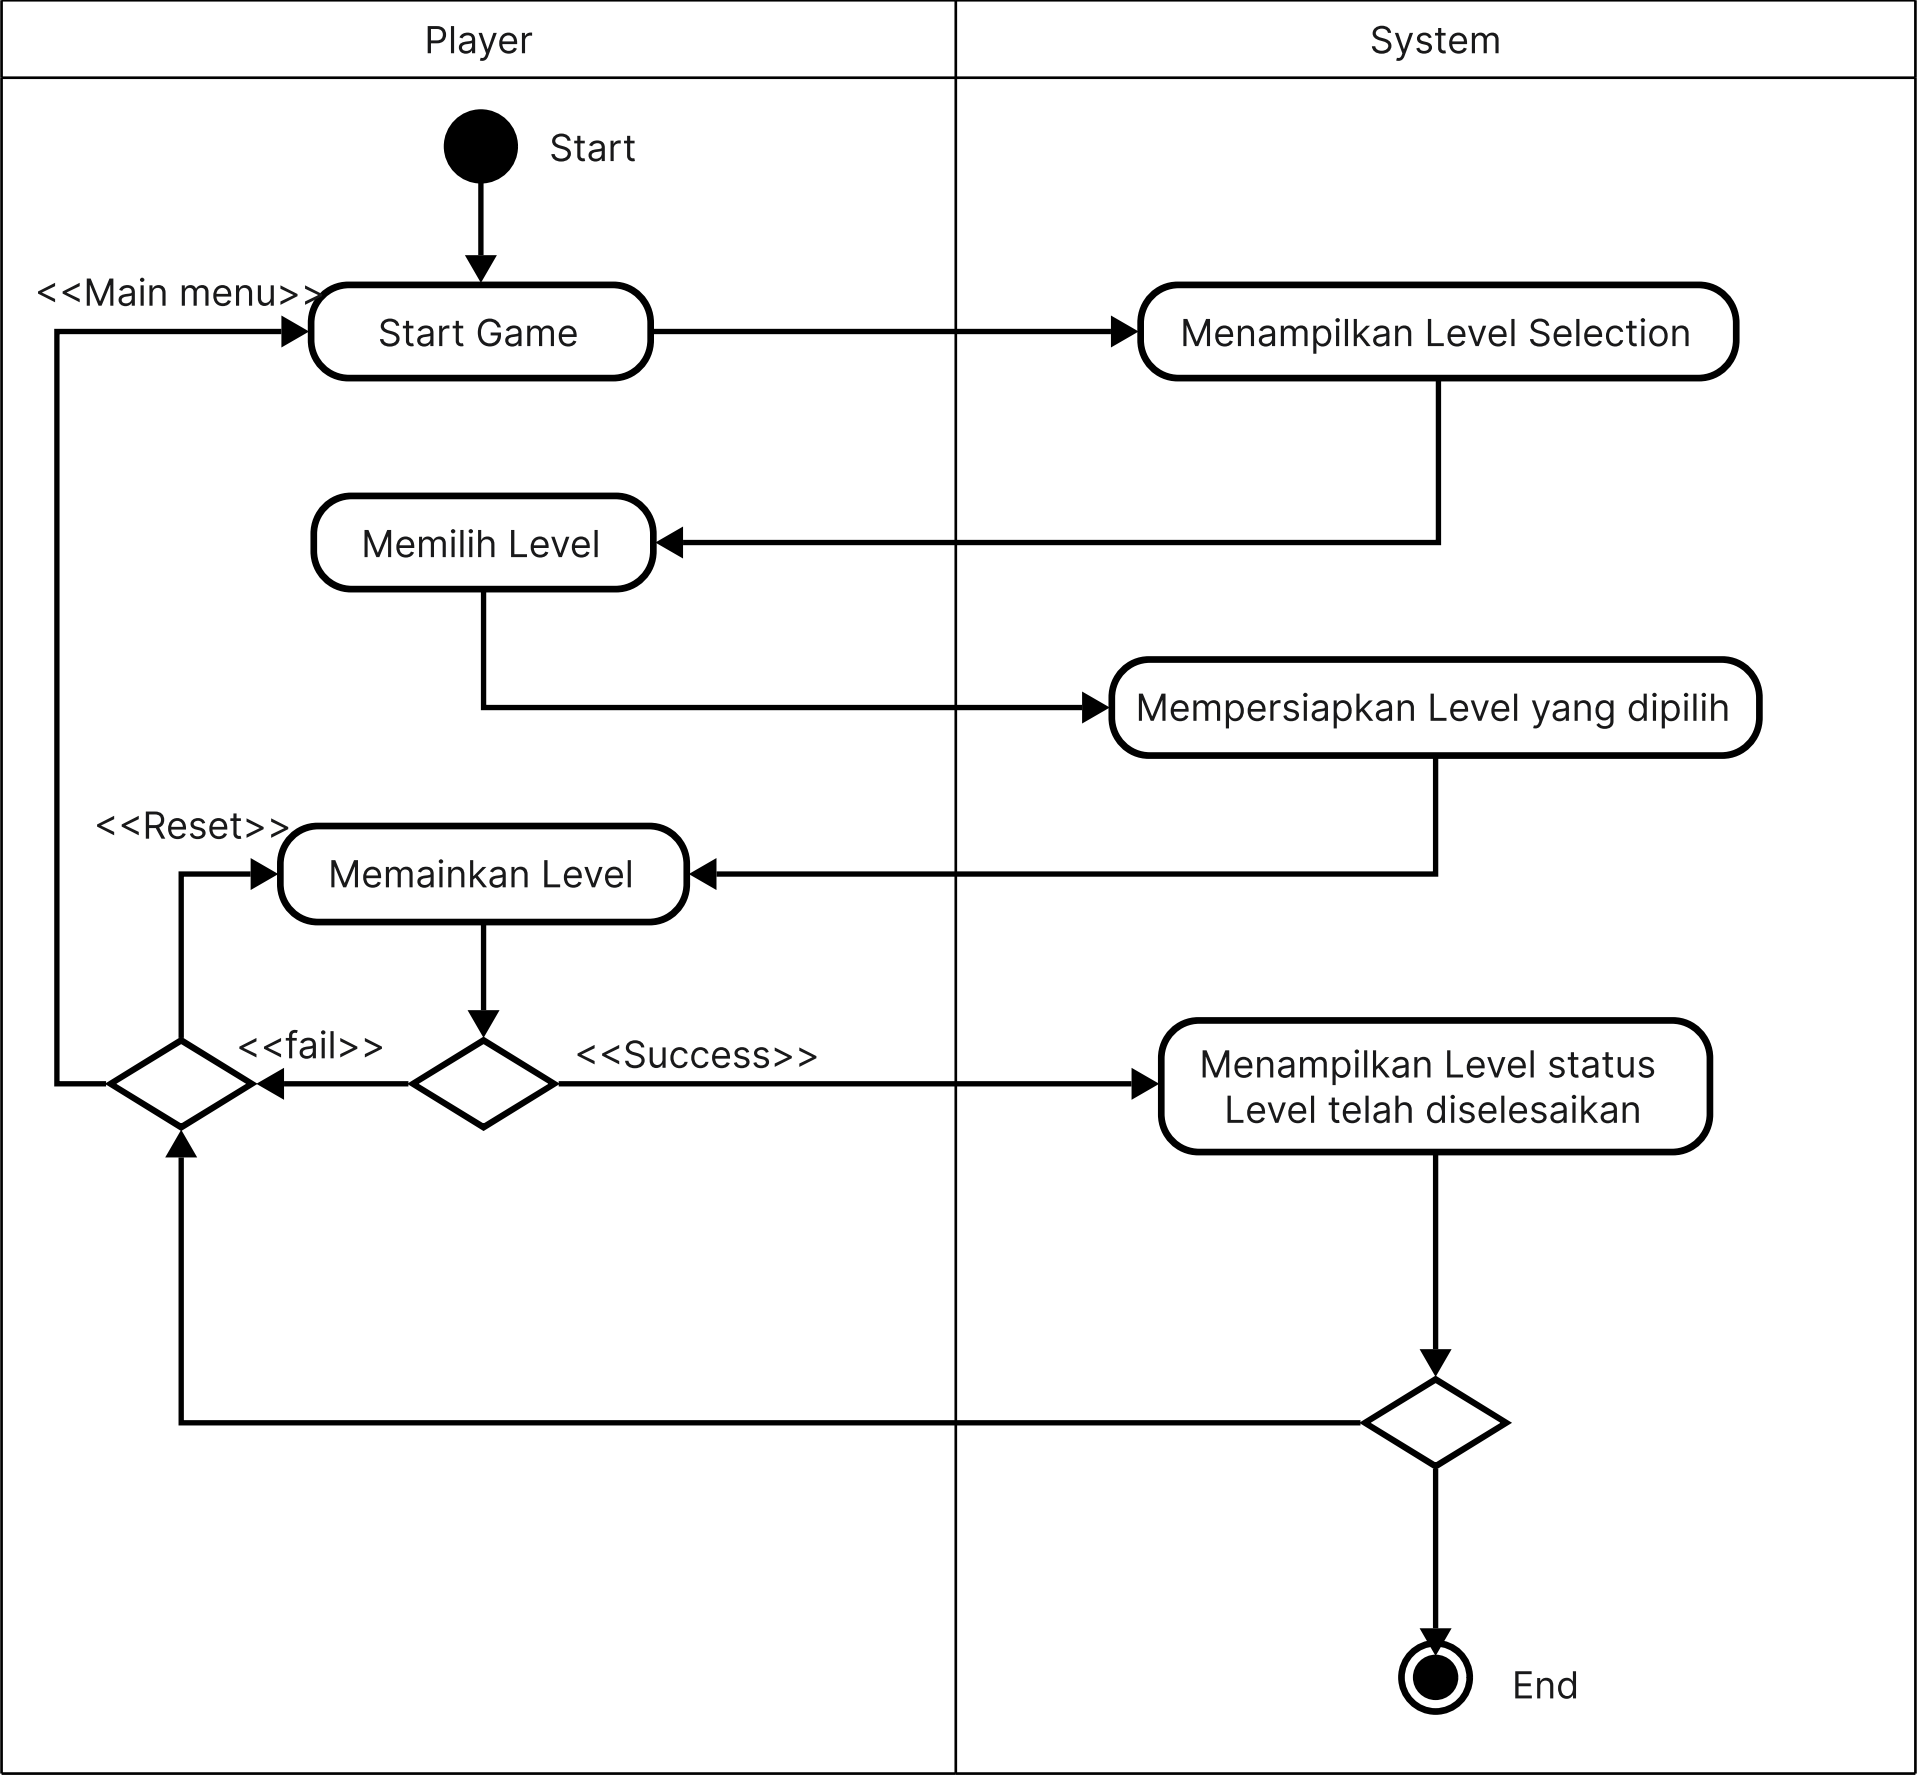 Player
System
Start
<<Main menu>>
Start Game
Menampilkan Level Selection
Memilih Level
Mempersiapkan Level yang dipilih
<<Reset>>
Memainkan Level
<<fail>>
<<Success>>
Menampilkan Level status
Level telah diselesaikan
End